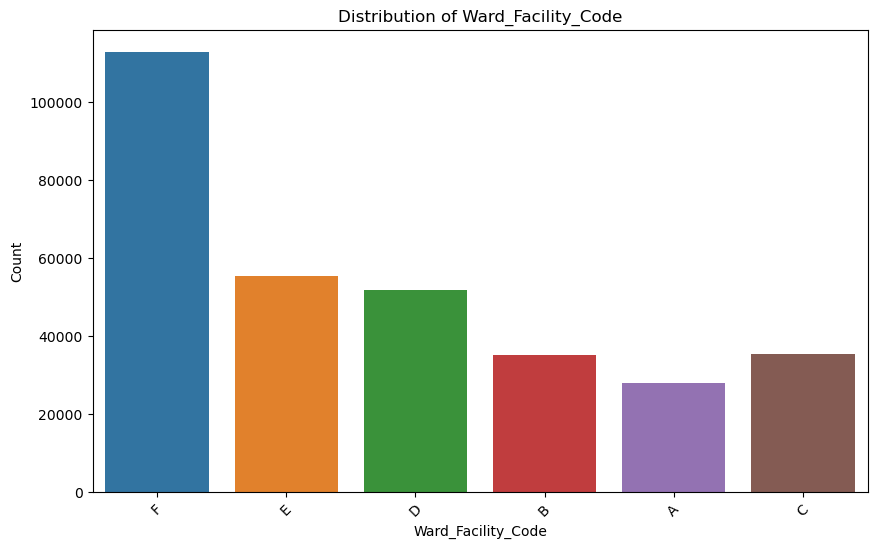 Distribution of Ward_Facility_Code
Count
100000
80000
60000
40000
20000
0
F E D B A C
Ward_Facility_Code